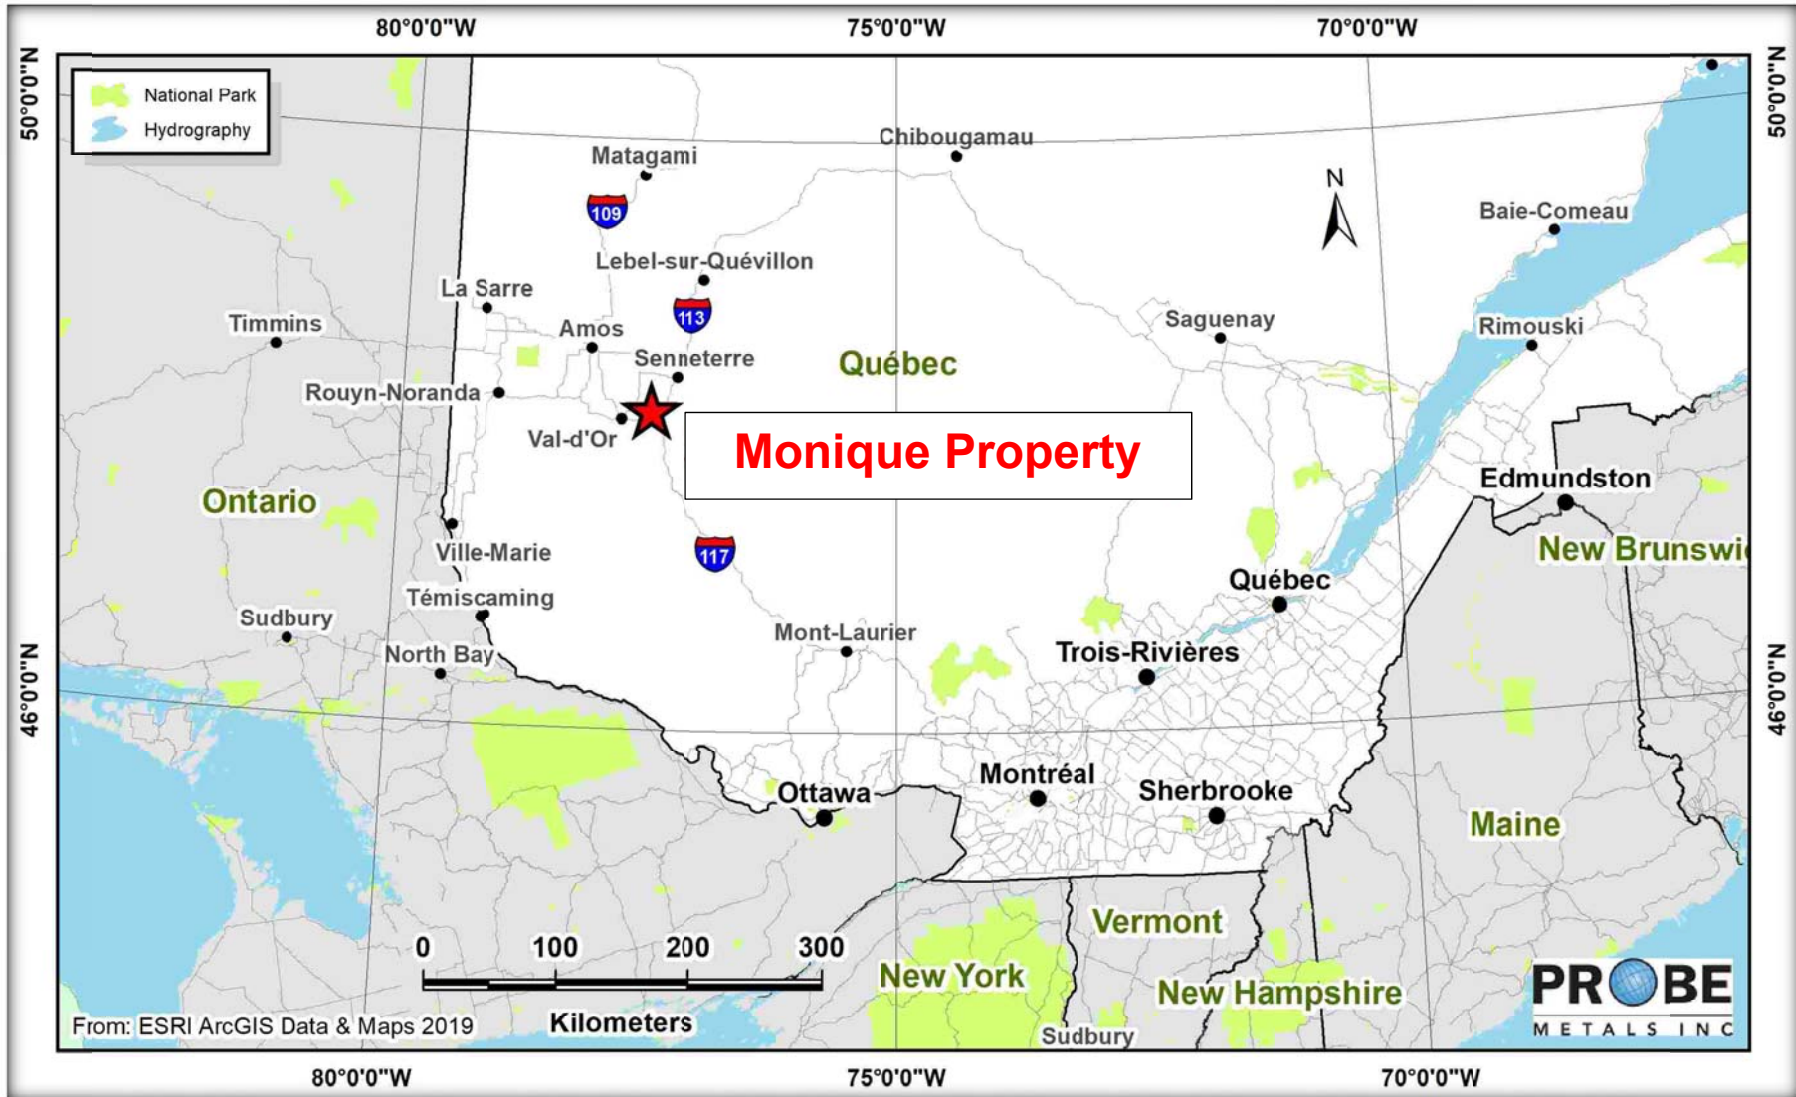 80°0'0"W
75°0'0"W
70°0'0"W
50°0'0"N
50°0'0"N
National Park
Hydrography
Chibougamau
Matagami
109
N
Baie-Comeau
Lebel-sur-Quévillon
La Sarre
113
Timmins
Amos
Saguenay
Rimouski
Senneterre
Québec
Rouyn-Noranda
Val-d'Or
Monique Property
Edmundston
Ontario
Ville-Marie
117
New Brunswi
Québec
Témiscaming
Sudbury
Mont-Laurier
North Bay
Trois-Rivières
46°0'0"N
46°0'0"N
Ottawa
Montréal
Sherbrooke
Maine
Vermont
0 100 200 300
New York
New Hampshire
PROBE
METALS INC
From: ESRI ArcGIS Data & Maps 2019
Kilometers
Sudbury
80°0'0"W
75°0'0"W
70°0'0"W